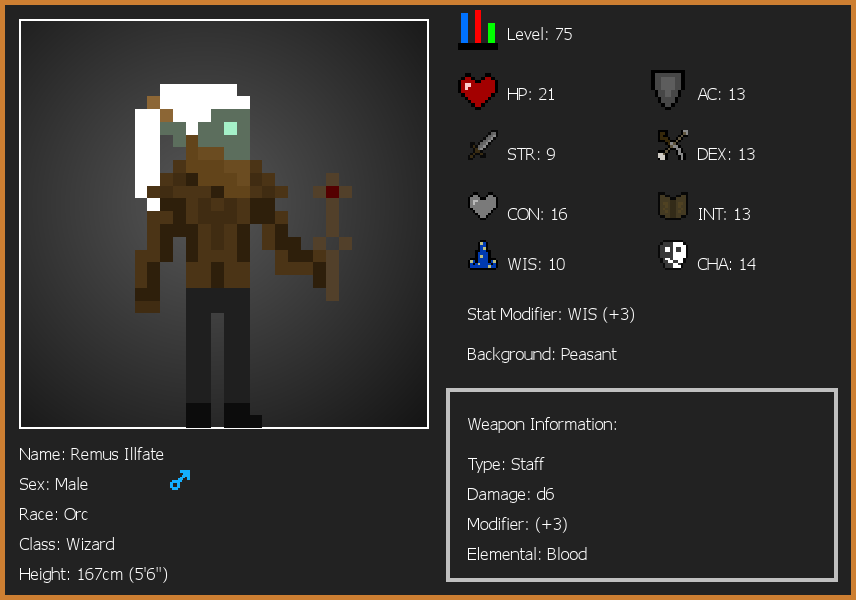 Level: 75
HP: 21
AC: 13
STR: 9
DEX: 13
CON: 16
INT: 13
WIS: 10
CHA: 14
Stat Modifier: WIS (+3)
Background: Peasant
Weapon Information:
Type: Staff
Damage: d6
Modifier: (+3)
Elemental: Blood
Name: Remus Illfate
Sex: Male
Race: Orc
Class: Wizard
Height: 167cm (5'6")